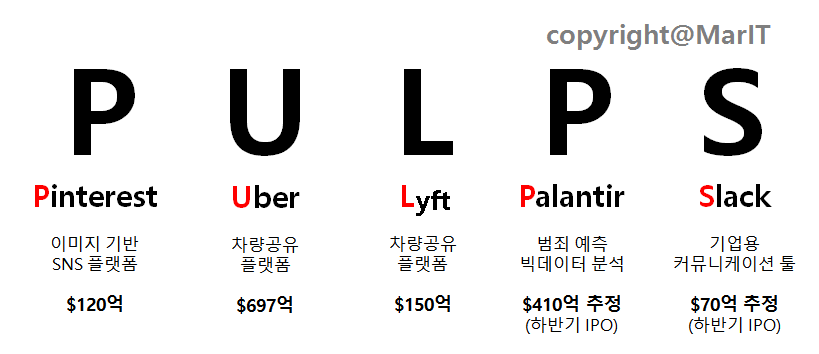 copyright@MarIT
P U L P S
Pinterest Uber Lyft Palantir Slack
이미지 기반 차량공유 차량공유 범죄 예측 기업용
SNS 플랫폼 플랫폼 플랫폼 빅데이터 분석 커뮤니케이션 툴
$120억 $697억 $150억 $410억 추정 $70억 추정
(하반기 IPO) (하반기 IPO)